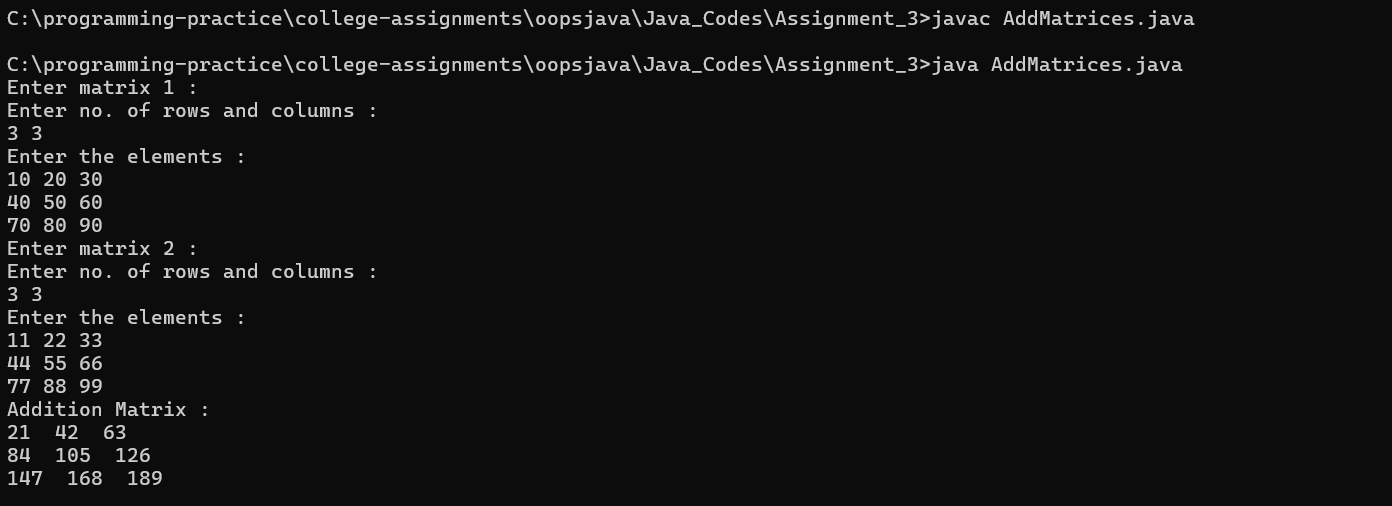 C:\programming-practice\college-assignments\oopsjava\Java_Codes\Assignment_3>javac AddMatrices.java
C:\programming-practice\college-assignments\oopsjava\Java_Codes\Assignment_3>java AddMatrices.java
Enter matrix 1 :
Enter no. of rows and columns :
3 3
Enter the elements :
10 20 30
40 50 60
70 80 90
Enter matrix 2 :
Enter no. of rows and columns :
3 3
Enter the elements :
11 22 33
44 55 66
77 88 99
Addition Matrix :
21  42  63
84  105  126
147  168  189